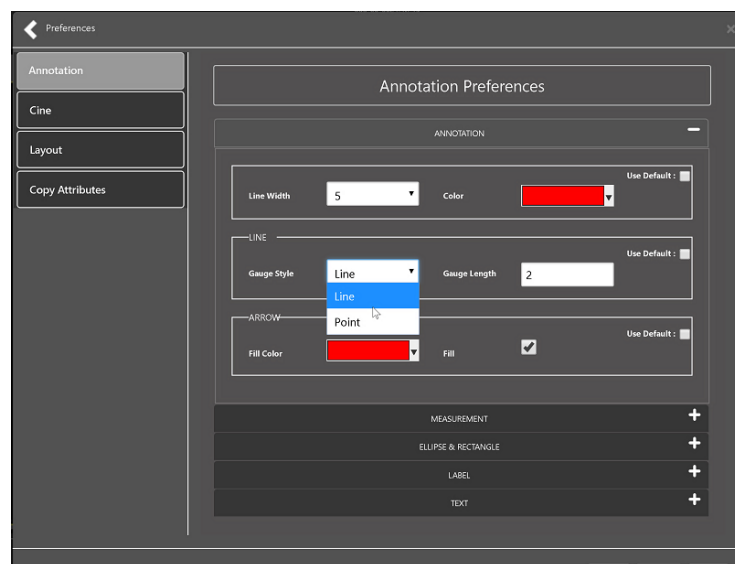 Preferences
Annotation
Cine
Layout
Copy Attributes
Annotation Preferences
ANNOTATION
Use Default :
Line Width 5 Color
LINE
Use Default :
Gauge Style Line Gauge Length 2
Line
Point
ARROW
Use Default :
Fill Color Fill
MEASUREMENT
ELLIPSE & RECTANGLE
LABEL
TEXT